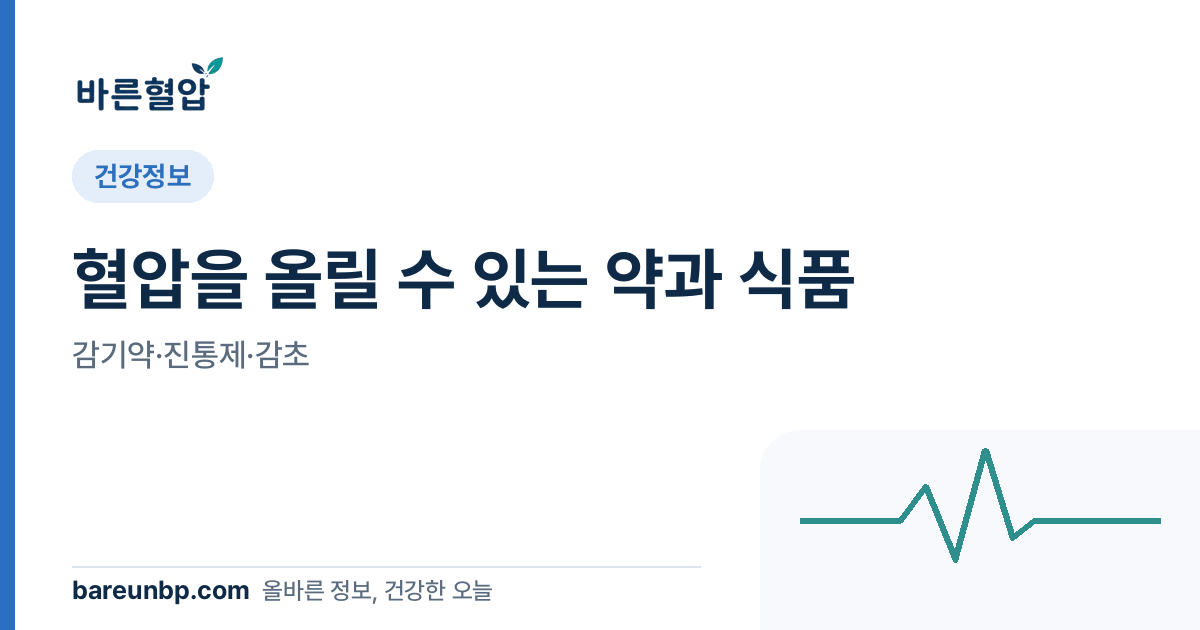 바른혈압
건강정보
혈압을 올릴 수 있는 약과 식품
감기약·진통제·감초
bareunbp.com 올바른 정보, 건강한 오늘